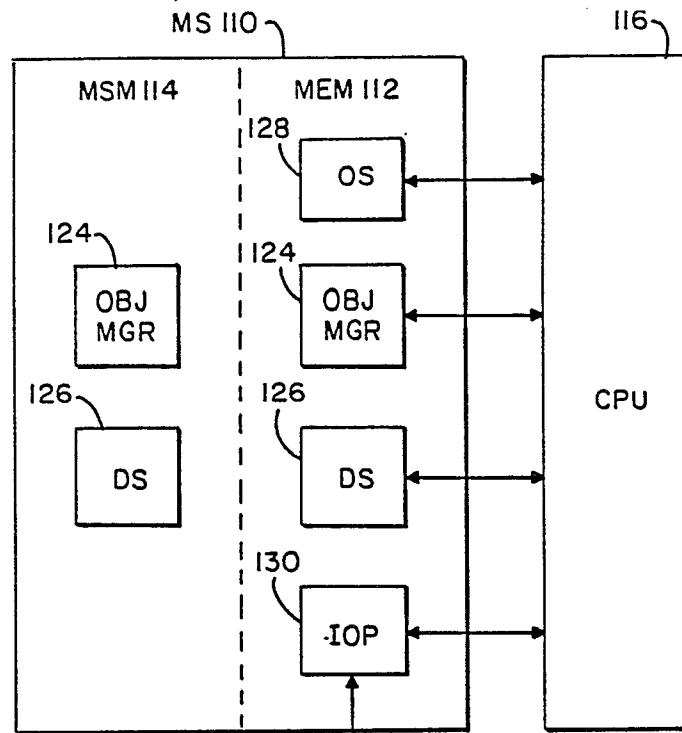 MS 110
116
MSM 114
MEM 112
128
OS
124
OBJ
MGR
124
OBJ
MGR
CPU
126
DS
126
DS
130
IOP